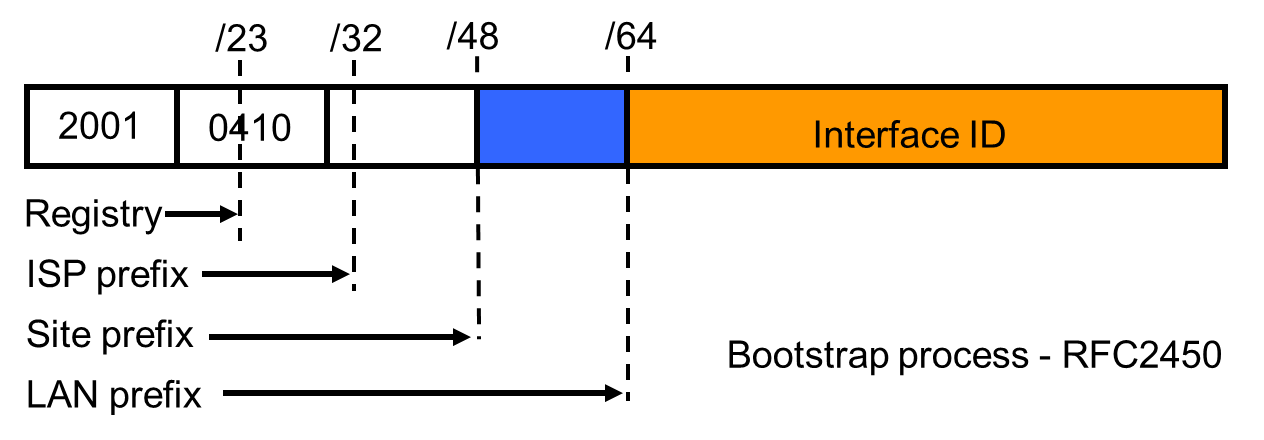 /23 /32 /48 /64
2001 0410 Interface ID
Registry
ISP prefix
Site prefix
Bootstrap process - RFC2450
LAN prefix